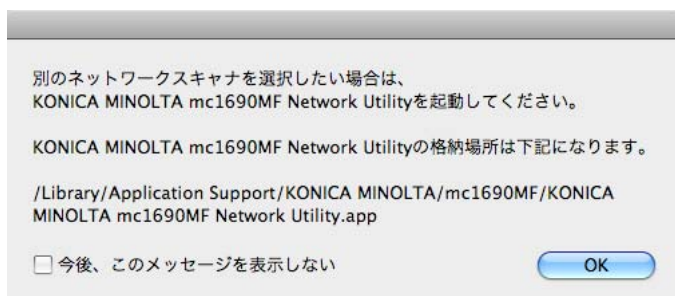 別のネットワークスキャナを選択したい場合は、
KONICA MINOLTA mc1690MF Network Utilityを起動してください。
KONICA MINOLTA mc1690MF Network Utilityの格納場所は下記になります。
/Library/Application Support/KONICA MINOLTA/mc1690MF/KONICA
MINOLTA mc1690MF Network Utility.app
今後、このメッセージを表示しない
OK